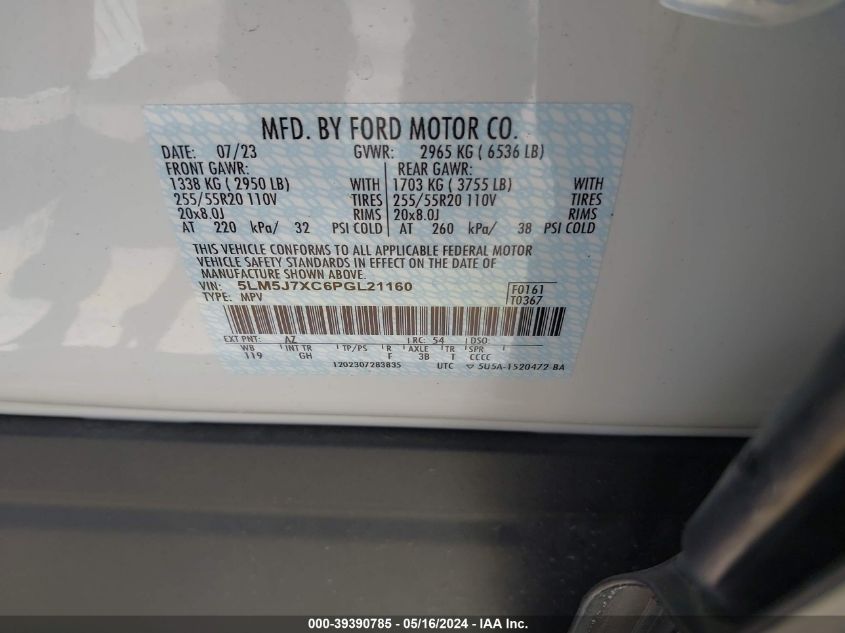 MFD. BY FORD MOTOR CO.
DATE: 07/23 GVWR: 2965 KG ( 6536 LB)
FRONT GAWR: REAR GAWR:
1338 KG ( 2950 LB) WITH 1703 KG ( 3755 LB) WITH
255/55R20 110V TIRES 255/55R20 110V TIRES
20x8.0J RIMS 20x8.0J RIMS
AT 220 kPa/ 32 PSI COLD AT 260 kPa/ 38 PSI COLD
THIS VEHICLE CONFORMS TO ALL APPLICABLE FEDERAL MOTOR
VEHICLE SAFETY STANDARDS IN EFFECT ON THE DATE OF
MANUFACTURE SHOWN ABOVE.
VIN: 5LM5J7XC6PGL21160 F0161
TYPE: MPV T0367
EXT PNT: AZ RC: 54 DSO:
WB INT TR TP/PS R AXLE TR SPR
119 GH F 3B T CCCC
1202307283835 UTC ▽ 5U5A-1520472-BA
000-39390785 - 05/16/2024 - U.S.A - www.iaai.com